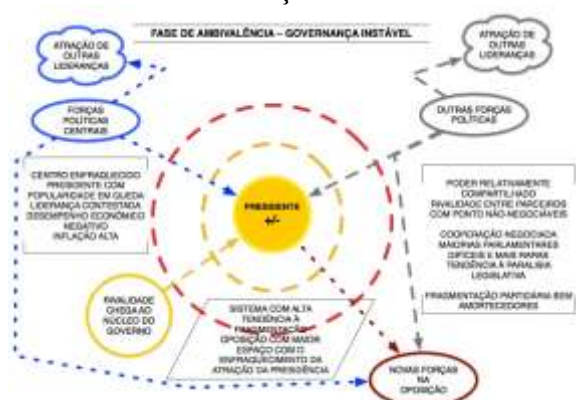 FASE DE AMBIVALÊNCIA – GOVERNANÇA INSTÁVEL
ATRAÇÃO DE
OUTRAS
LIDERANÇAS
ATRAÇÃO DE
OUTRAS
LIDERANÇAS
FORÇAS
POLÍTICAS
CENTRAIS
OUTRAS FORÇAS
POLÍTICAS
CENTRO ENFRAQUECIDO
PRESIDENTE COM
POPULARIDADE EM QUEDA
LIDERANÇA CONTESTADA
DESEMPENHO ECONÔMICO
NEGATIVO
INFLAÇÃO ALTA
PRESIDENTE
+/-
PODER RELATIVAMENTE
COMPARTILHADO
RIVALIDADE ENTRE PARCEIROS
COM PONTO NÃO-NEGOCIÁVEIS
COOPERAÇÃO NEGOCIADA
MAIORIAS PARLAMENTARES
DIFÍCEIS E MAIS RARAS
TENDÊNCIA À PARALISIA
LEGISLATIVA
FRAGMENTAÇÃO PARTIDÁRIA SEM
AMORTECEDORES
RIVALIDADE
CHEGA AO
NÚCLEO DO
GOVERNO
SISTEMA COM ALTA
TENDÊNCIA À
FRAGMENTAÇÃO
OPOSIÇÃO COM MAIOR
ESPAÇO COM O
ENFRAQUECIMENTO DA
ATRAÇÃO DA PRESIDÊNCIA
NOVAS FORÇAS
NA
OPOSIÇÃO